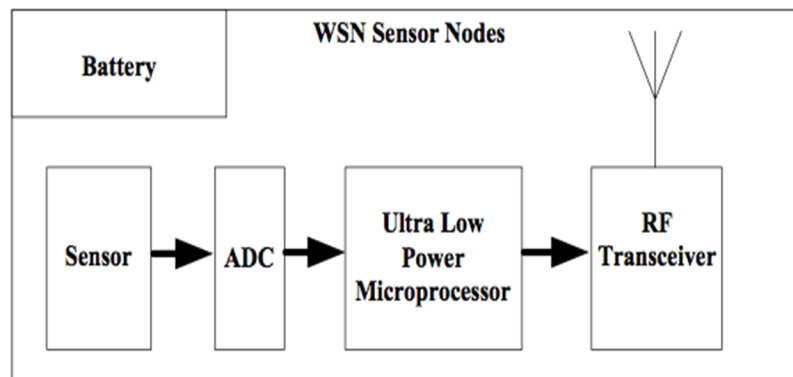 WSN Sensor Nodes
Battery
Sensor
ADC
Ultra Low
Power
Microprocessor
RF
Transceiver